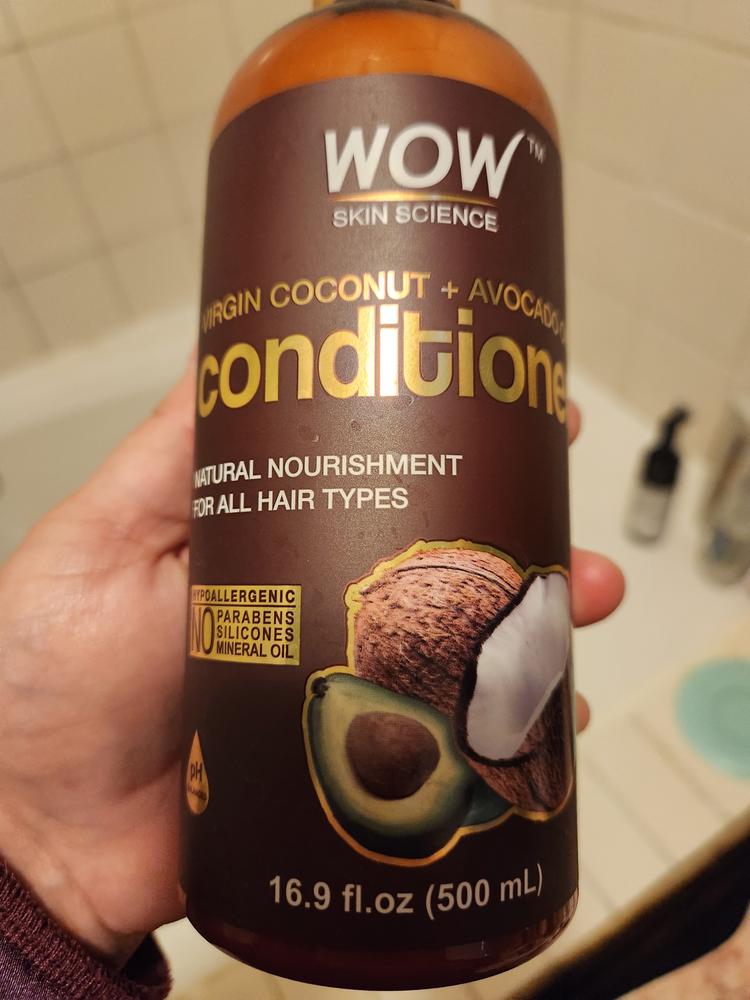 WOW™
SKIN SCIENCE
VIRGIN COCONUT + AVOCADO
conditione
NATURAL NOURISHMENT
FOR ALL HAIR TYPES
HYPOALLERGENIC
NO PARABENS
SILICONES
MINERAL OIL
pH
16.9 fl.oz (500 mL)